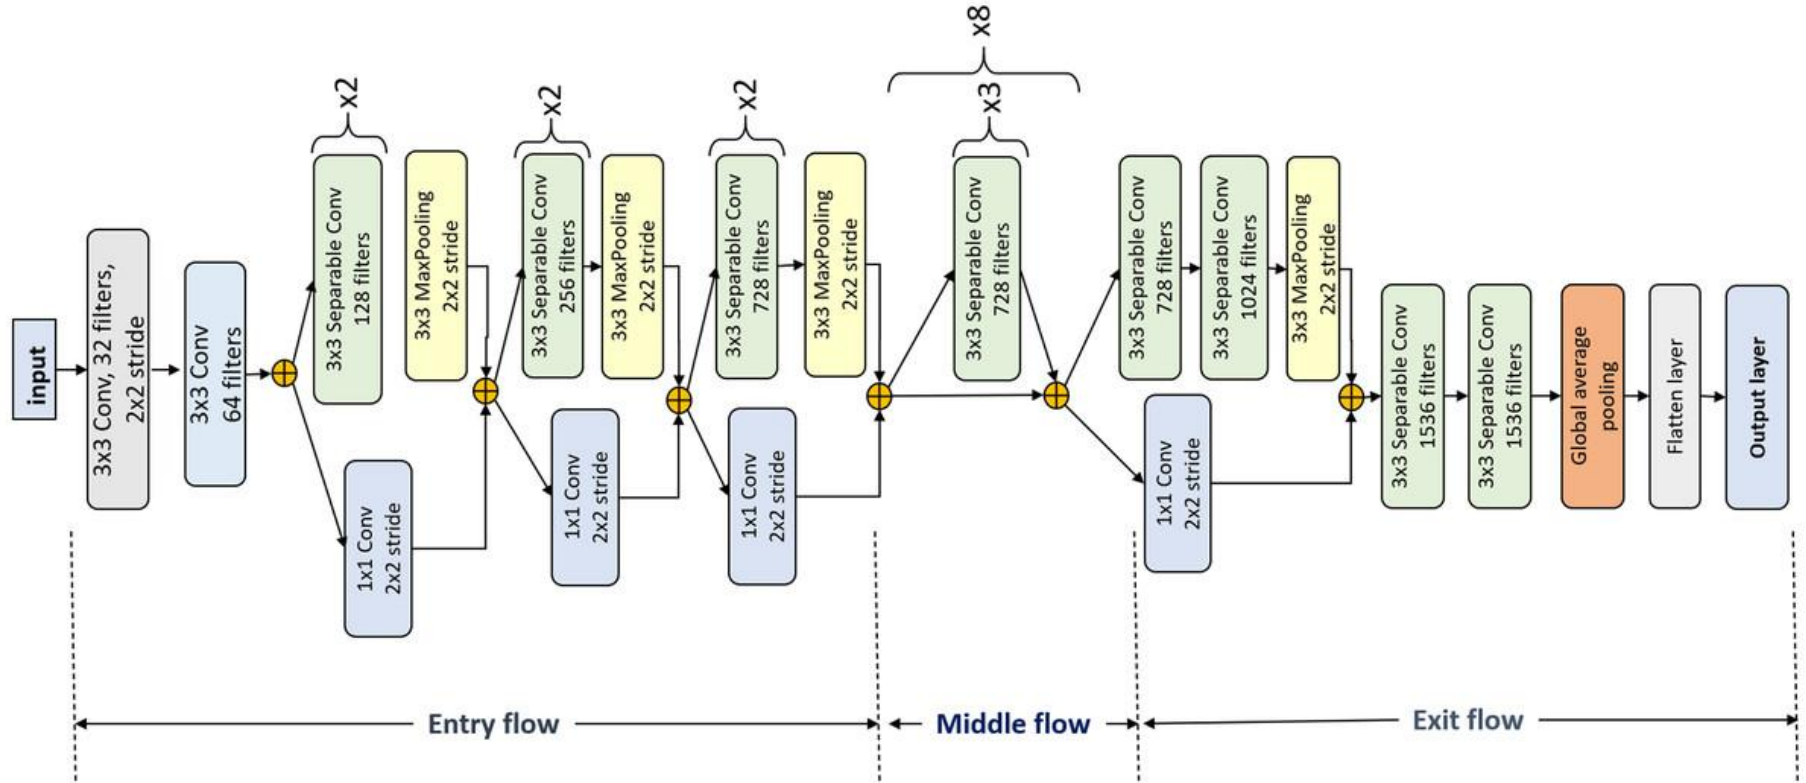 input
3x3 Conv, 32 filters,
2x2 stride
3x3 Conv
64 filters
x2
3x3 Separable Conv
128 filters
1x1 Conv
2x2 stride
3x3 MaxPooling
2x2 stride
x2
3x3 Separable Conv
256 filters
1x1 Conv
2x2 stride
3x3 MaxPooling
2x2 stride
x2
3x3 Separable Conv
728 filters
1x1 Conv
2x2 stride
3x3 MaxPooling
2x2 stride
x8
x3
3x3 Separable Conv
728 filters
3x3 Separable Conv
728 filters
1x1 Conv
2x2 stride
3x3 Separable Conv
1024 filters
3x3 MaxPooling
2x2 stride
3x3 Separable Conv
1536 filters
3x3 Separable Conv
1536 filters
Global average
pooling
Flatten layer
Output layer
Entry flow
Middle flow
Exit flow